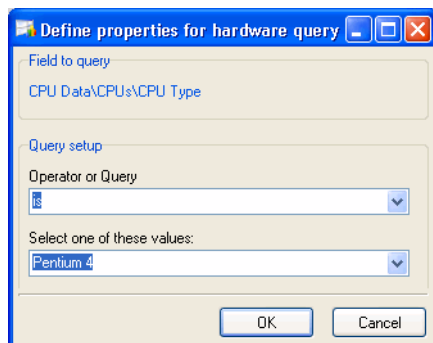 Define properties for hardware query
Field to query
CPU Data\CPUs\CPU Type
Query setup
Operator or Query
is
Select one of these values:
Pentium 4
OK
Cancel